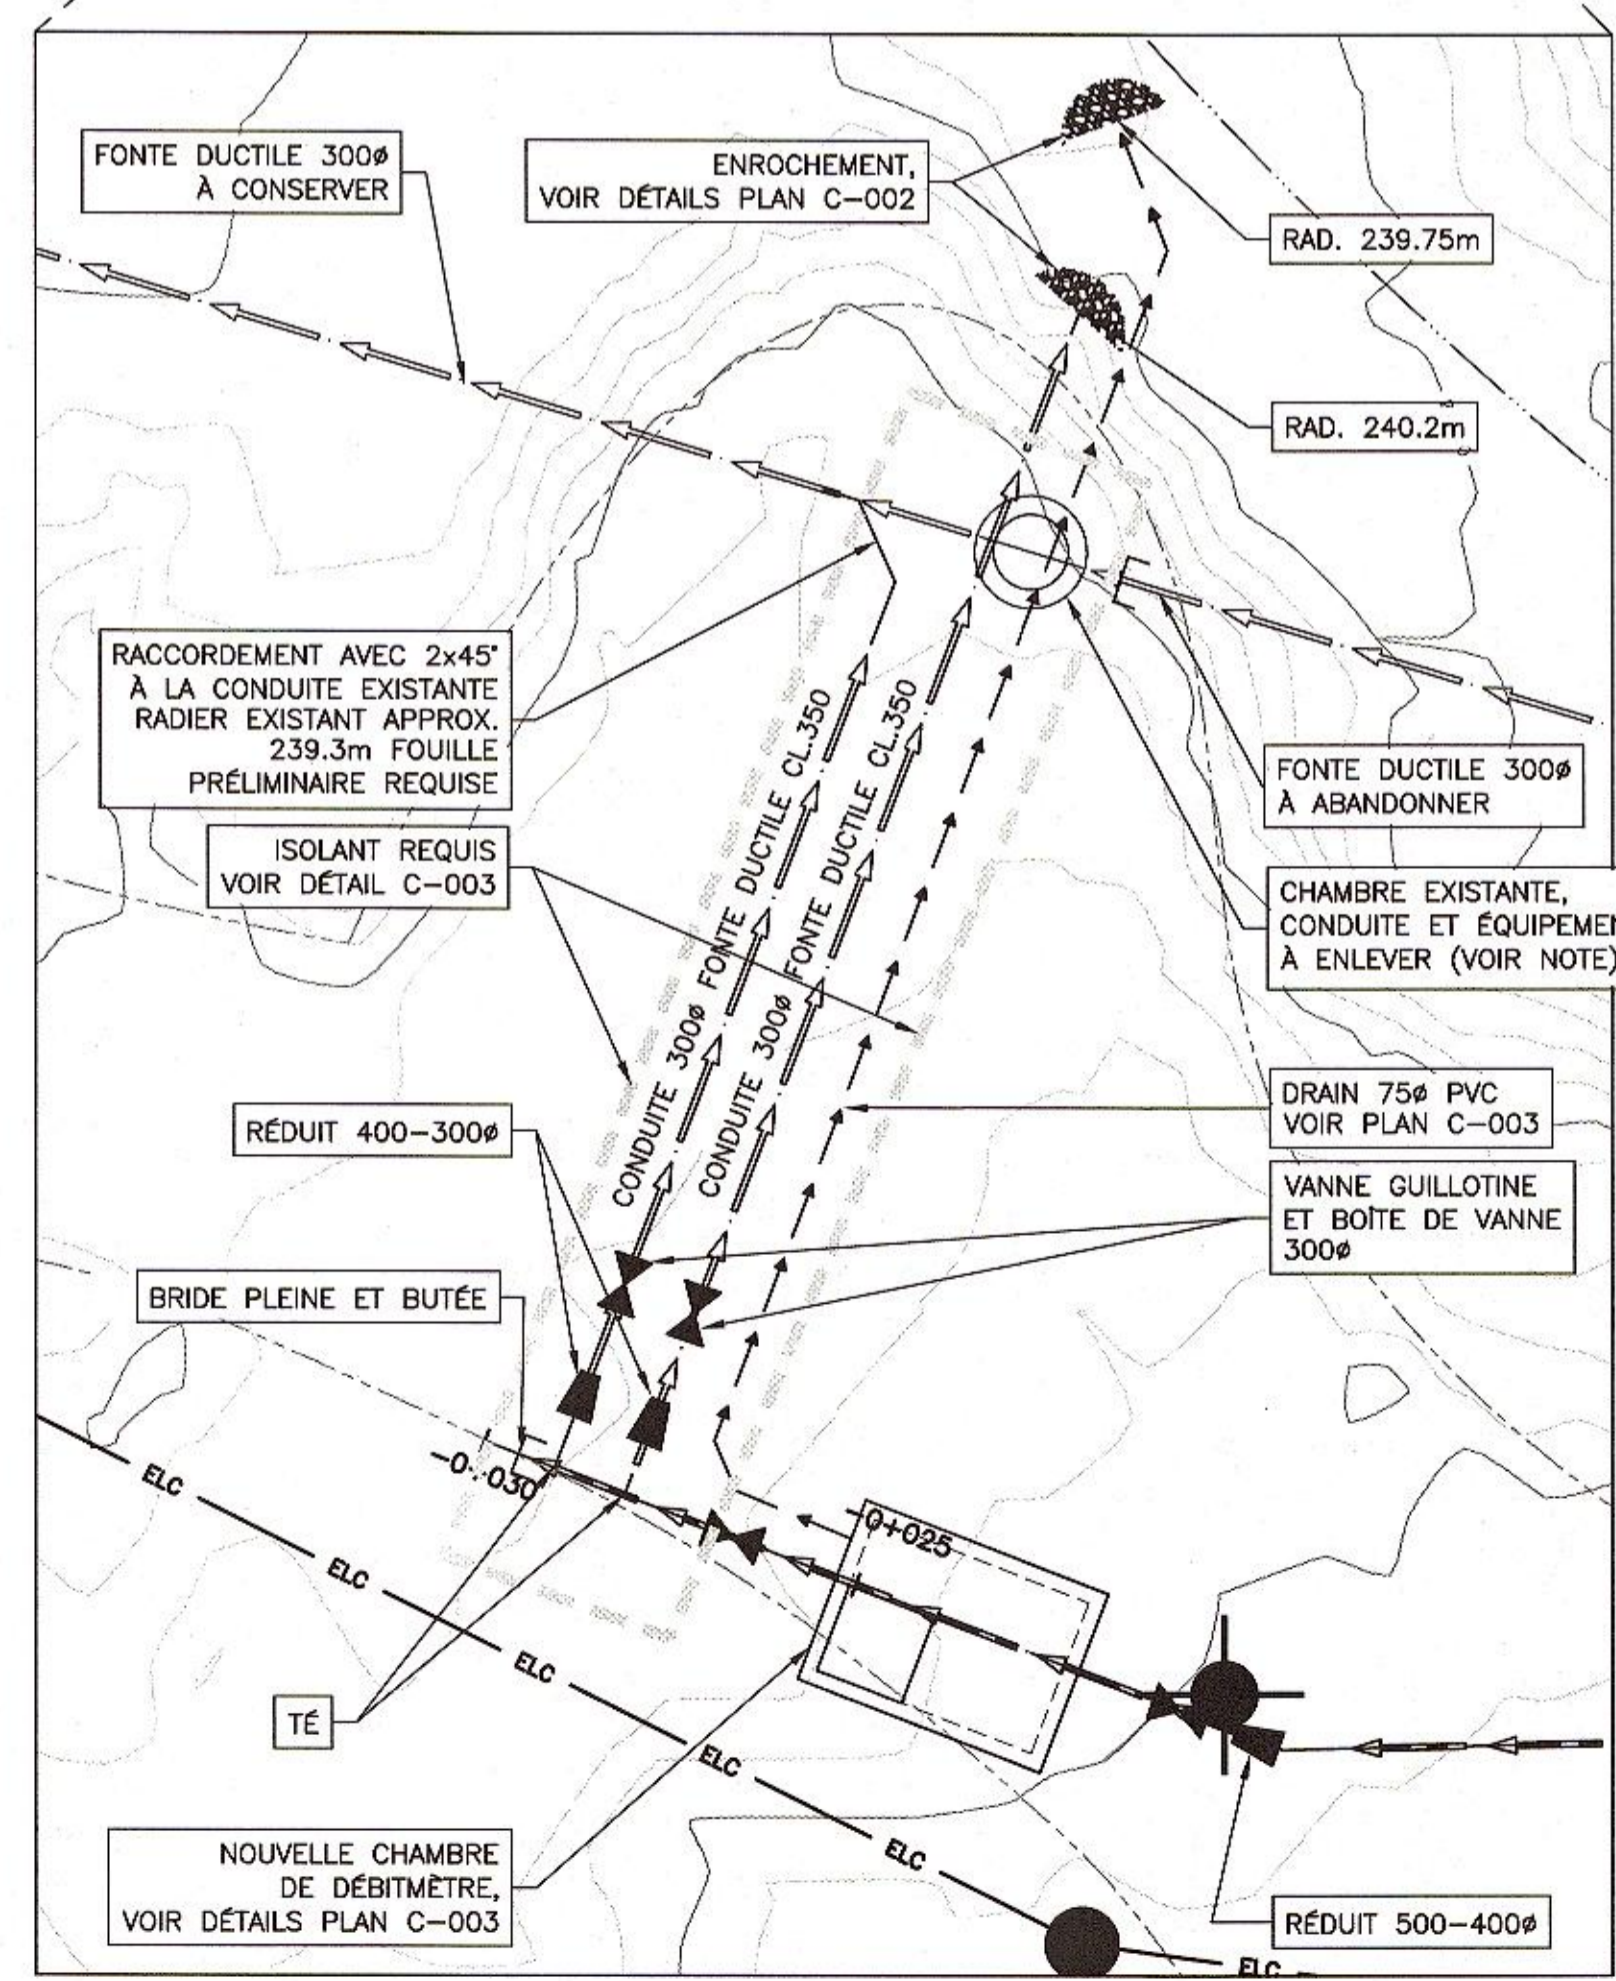 FONTE DUCTILE 300ø
À CONSERVER
ENROCHEMENT,
VOIR DÉTAILS PLAN C-002
RAD. 239.75m
RAD. 240.2m
RACCORDEMENT AVEC 2x45°
À LA CONDUITE EXISTANTE
RADIER EXISTANT APPROX.
239.3m FOUILLE
PRÉLIMINAIRE REQUISE
FONTE DUCTILE 300ø
À ABANDONNER
ISOLANT REQUIS
VOIR DÉTAIL C-003
CHAMBRE EXISTANTE,
CONDUITE ET
À ENLEVER (VOIR NOTE)
CONDUITE 300ø FONTE DUCTILE CL.350
CONDUITE 300ø FONTE DUCTILE CL.350
DRAIN 75ø PVC
VOIR PLAN C-003
RÉDUIT 400-300ø
VANNE GUILLOTINE
ET BOÎTE DE VANNE
300ø
BRIDE PLEINE ET BUTÉE
-0+025
ELC
ELC
ELC
ELC
ELC
ELC
TÉ
NOUVELLE CHAMBRE
DE DÉBITMÈTRE,
VOIR DÉTAILS PLAN C-003
RÉDUIT 500-400ø